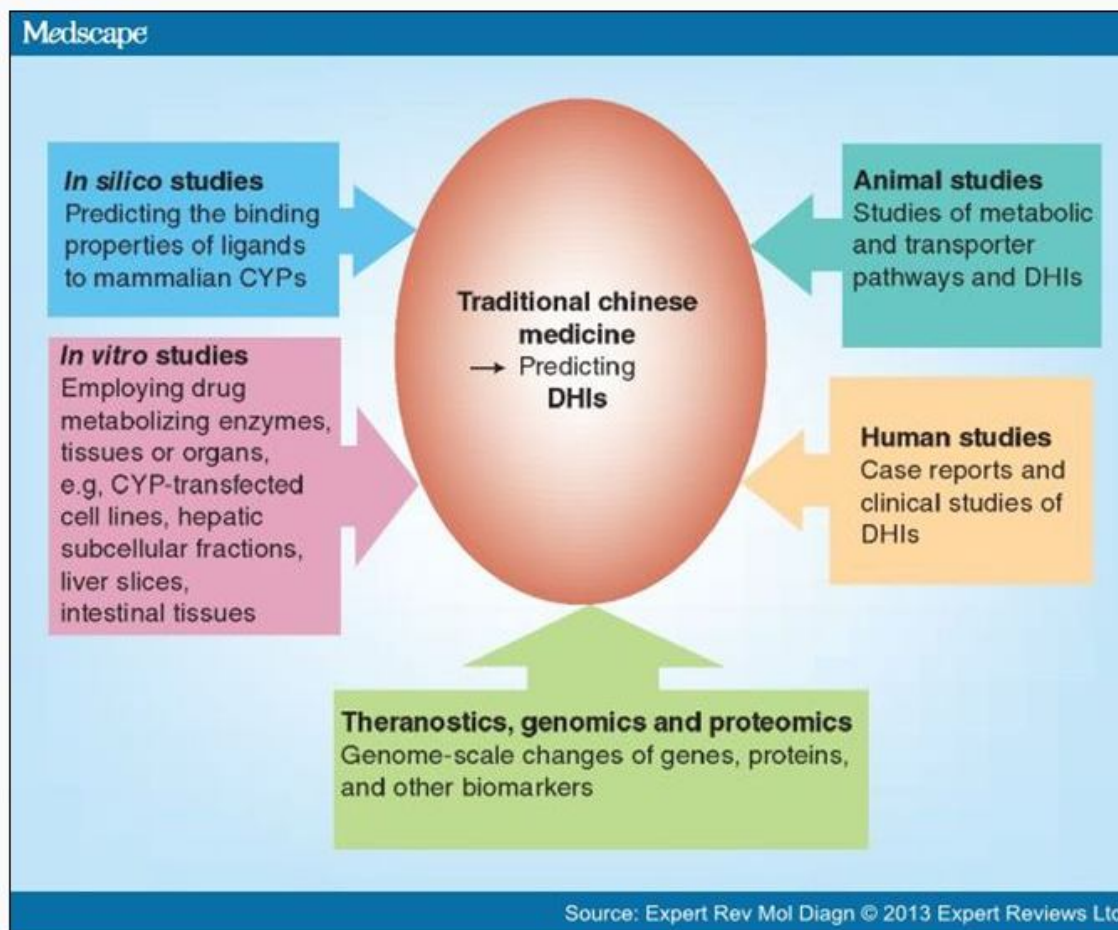 Medscape
In silico studies
Predicting the binding
properties of ligands
to mammalian CYPs
In vitro studies
Employing drug
metabolizing enzymes,
tissues or organs,
e.g, CYP-transfected
cell lines, hepatic
subcellular fractions,
liver slices,
intestinal tissues
Traditional chinese
medicine
→ Predicting
DHIs
Animal studies
Studies of metabolic
and transporter
pathways and DHIs
Human studies
Case reports and
clinical studies of
DHIs
Theranostics, genomics and proteomics
Genome-scale changes of genes, proteins,
and other biomarkers
Source: Expert Rev Mol Diagn © 2013 Expert Reviews Ltd